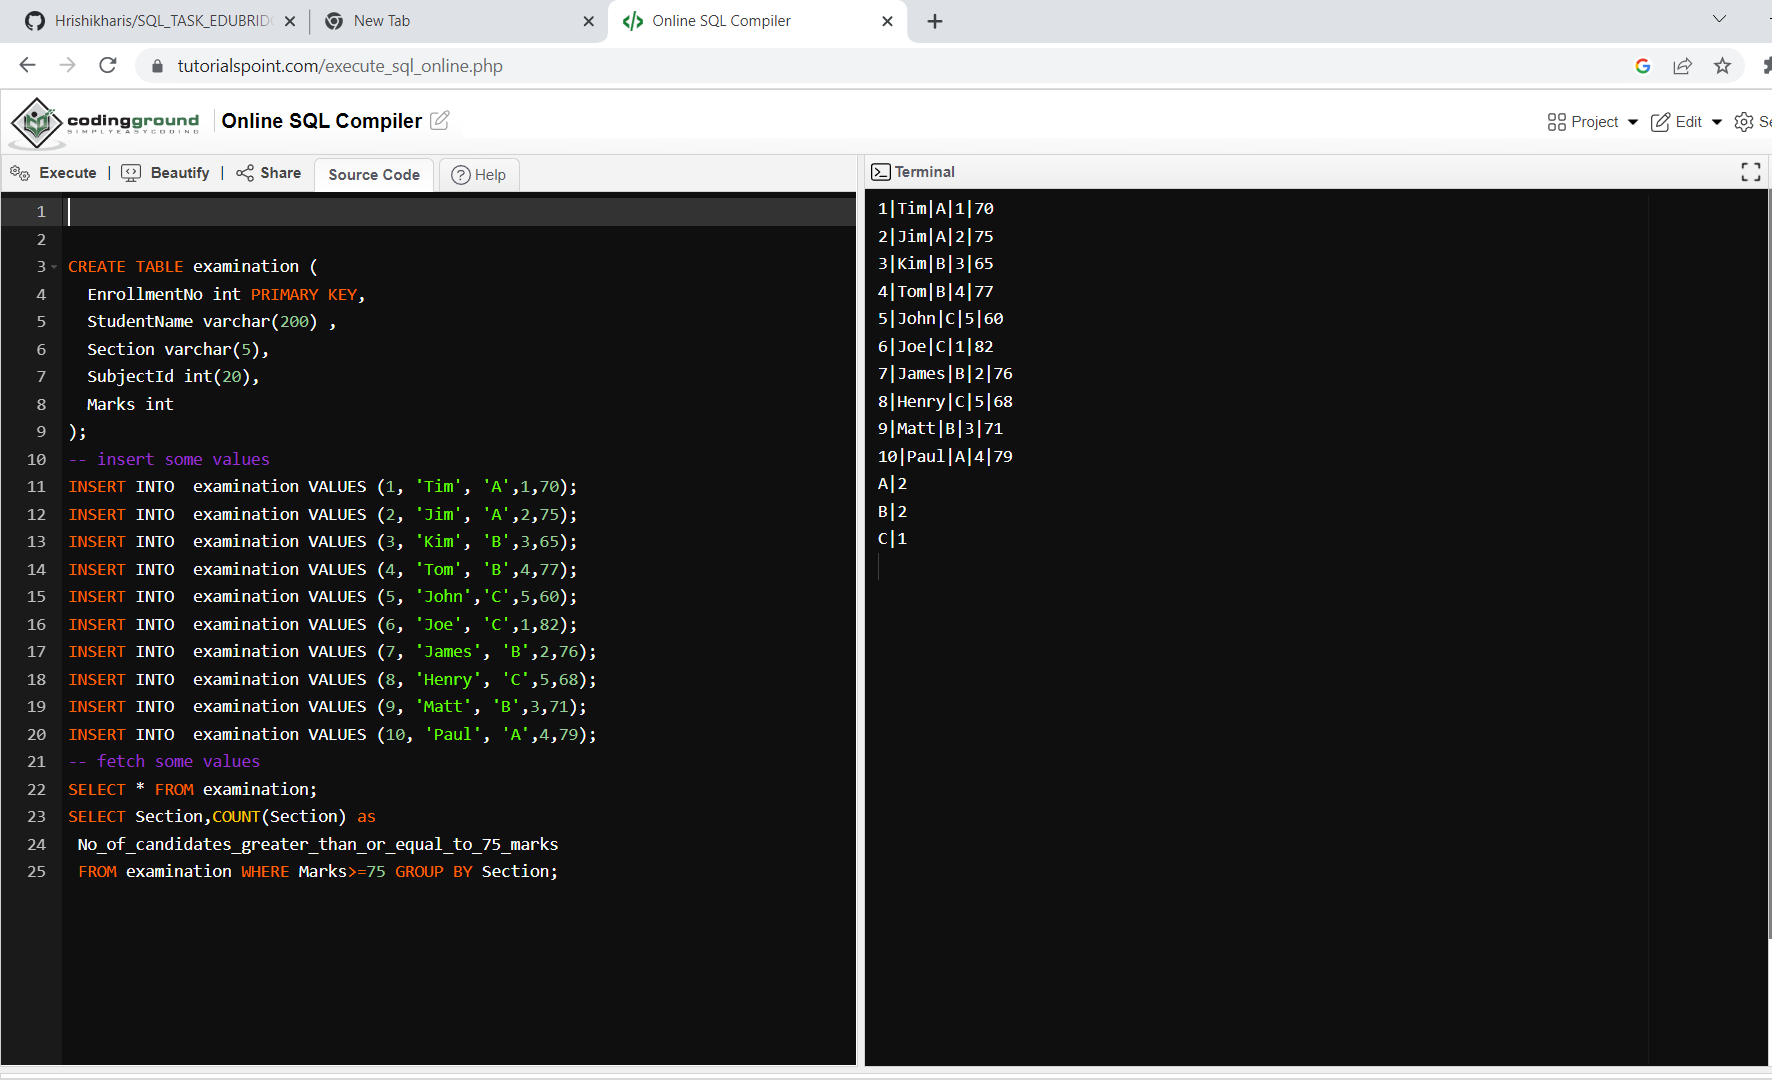 Hrishikharis/SQL_TASK_EDUBRID
New Tab
Online SQL Compiler
tutorialspoint.com/execute_sql_online.php
codingground
SIMPLYEASYCODING
Online SQL Compiler
Project
Edit
Se
Execute | Beautify | Share
Source Code
Help
Terminal
1
2
3 CREATE TABLE examination (
4 EnrollmentNo int PRIMARY KEY,
5 StudentName varchar(200) ,
6 Section varchar(5),
7 SubjectId int(20),
8 Marks int
9 );
10 -- insert some values
11 INSERT INTO  examination VALUES (1, 'Tim', 'A',1,70);
12 INSERT INTO  examination VALUES (2, 'Jim', 'A',2,75);
13 INSERT INTO  examination VALUES (3, 'Kim', 'B',3,65);
14 INSERT INTO  examination VALUES (4, 'Tom', 'B',4,77);
15 INSERT INTO  examination VALUES (5, 'John','C',5,60);
16 INSERT INTO  examination VALUES (6, 'Joe', 'C',1,82);
17 INSERT INTO  examination VALUES (7, 'James', 'B',2,76);
18 INSERT INTO  examination VALUES (8, 'Henry', 'C',5,68);
19 INSERT INTO  examination VALUES (9, 'Matt', 'B',3,71);
20 INSERT INTO  examination VALUES (10, 'Paul', 'A',4,79);
21 -- fetch some values
22 SELECT * FROM examination;
23 SELECT Section,COUNT(Section) as
24 No_of_candidates_greater_than_or_equal_to_75_marks
25 FROM examination WHERE Marks>=75 GROUP BY Section;
1|Tim|A|1|70
2|Jim|A|2|75
3|Kim|B|3|65
4|Tom|B|4|77
5|John|C|5|60
6|Joe|C|1|82
7|James|B|2|76
8|Henry|C|5|68
9|Matt|B|3|71
10|Paul|A|4|79
A|2
B|2
C|1